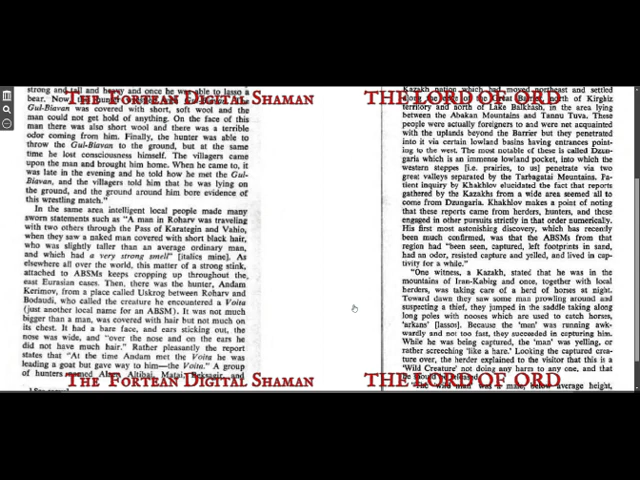 strong and tall and heavy and once he was able to lasso a
THE FORTEAN DIGITAL SHAMAN
bear. Now
Gul-Biavan was covered with short, soft wool and the
man could not get hold of anything. On the face of this
man there was also short wool and there was a terrible
odor coming from him. Finally, the hunter was able to
throw the Gul-Biavan to the ground, but at the same
time he lost consciousness himself. The villagers came
upon the man and brought him home. When he came to, it
was late in the evening and he told how he met the Gul-
Biavan, and the villagers told him that he was lying on
the ground, and the ground around him bore evidence of
this wrestling match."
In the same area intelligent local people made many
sworn statements such as "A man in Roharv was traveling
with two others through the Pass of Karategin and Vahio,
when they saw a naked man covered with short black hair,
who was slightly taller than an average ordinary man,
and which had a very strong smell" [italics mine]. As
elsewhere all over the world, this matter of a strong stink,
attached to ABSMs keeps cropping up throughout the,
east Eurasian cases. Then, there was the hunter, Andam
Kerimov, from a place called Uskrog between Roharv and
Bodaudi, who called the creature he encountered a Voita
(just another local name for an ABSM). It was not much
bigger than a man, was covered with hair but not much on
its chest. It had a bare face, and ears sticking out, the
nose was wide, and "over the nose and on the ears he
did not have much hair." Rather pleasantly the report
states that "At the time Andam met the Voita he was
leading a goat but gave way to him—the Voita." A group
of hunters named Alim, Altibai, Matai, Beksagir, and
THE FORTEAN DIGITAL SHAMAN
Kazakh nation which had moved northeast and settled
THE LORD OF ORD
north of Kirghiz
territory and north of Lake Balkhash, in the area lying
between the Abakan Mountains and Tannu Tuva. These
people were actually foreigners to and were not acquainted
with the uplands beyond the Barrier but they penetrated
into it via certain lowland basins having entrances point-
ing to the west. The most notable of these is called Dzun-
garia which is an immense lowland pocket, into which the
western steppes [i.e. prairies, to us] penetrate via two
great valleys separated by the Tarbagatai Mountains. Pa-
tient inquiry by Khakhlov elucidated the fact that reports
gathered by the Kazakhs from a wide area seemed all to
come from Dzungaria. Khakhlov makes a point of noting
that these reports came from herders, hunters, and those
engaged in other pursuits strictly in that order numerically.
His first most astonishing discovery, which has recently
been much confirmed, was that the ABSMs from that
region had "been seen, captured, left footprints in sand,
had an odor, resisted capture and yelled, and lived in cap-
tivity for a while."
"One witness, a Kazakh, stated that he was in the
mountains of Iran-Kabirg and once, together with local
herders, was taking care of a herd of horses at night.
Toward dawn they saw some man prowling around and
suspecting a thief, they jumped in the saddle taking along
long poles with nooses which are used to catch horses,
'arkans' [lassos]. Because the 'man' was running awk-
wardly and not too fast, they succeeded in capturing him.
While he was being captured, the 'man' was yelling, or
rather screeching 'like a hare.' Looking the captured crea-
ture over, the herder explained to the visitor that this is a
'Wild Creature' not doing any harm to any one, and that
THE LORD OF ORD
"The wild man was a male, below average height,